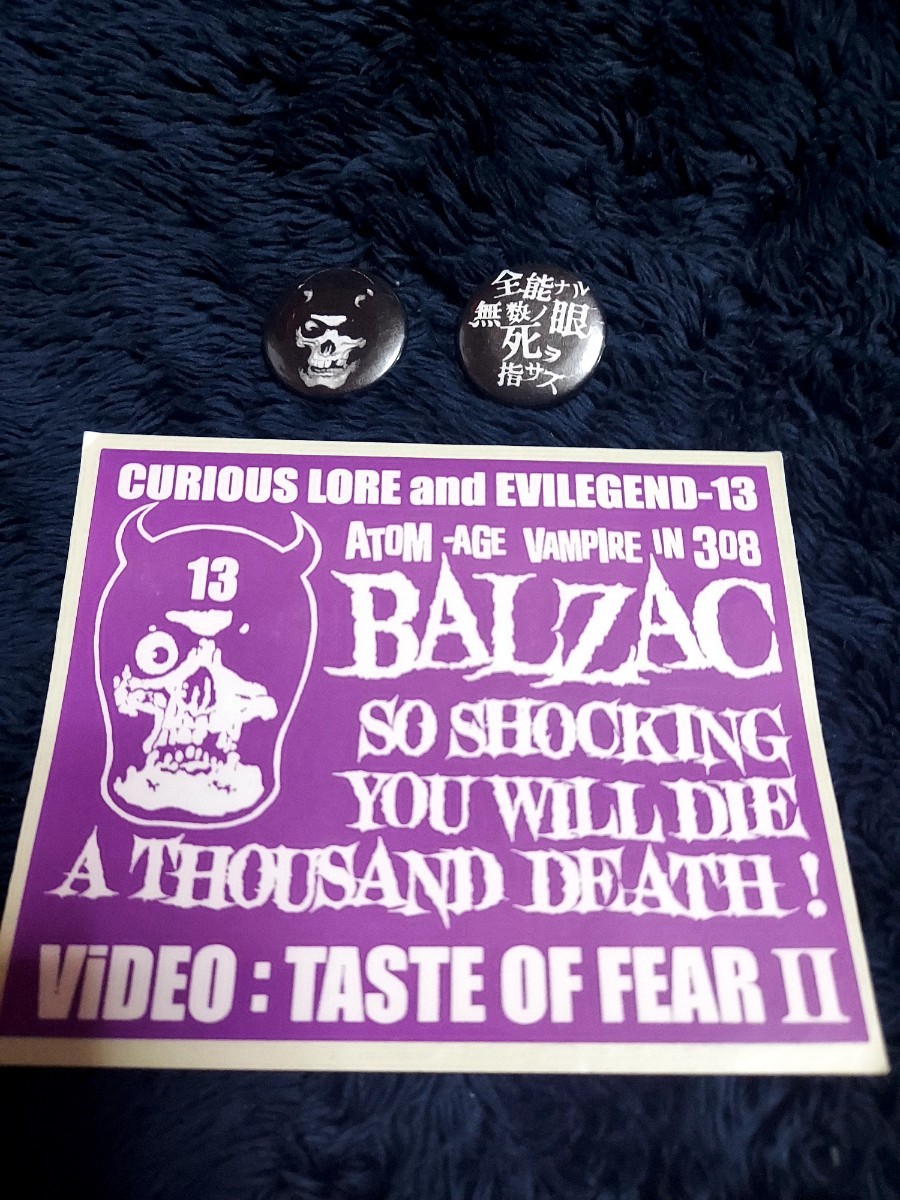 全能ナル
無数ノ眼
死ヲ
指サス
CURIOUS LORE and EVILEGEND-13
13
ATOM-AGE VAMPIRE IN 308
BALZAC
SO SHOCKING
YOU WILL DIE
A THOUSAND DEATH!
ViDEO : TASTE OF FEAR II